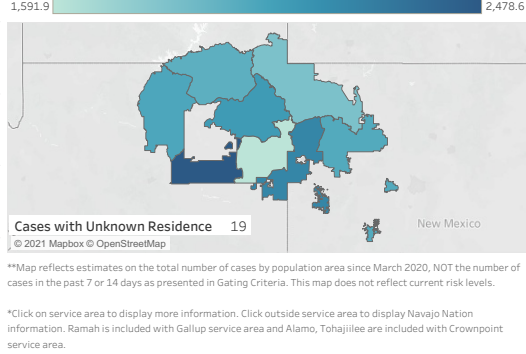 1,591.9 2,478.6
Cases with Unknown Residence 19
New Mexico
© 2021 Mapbox © OpenStreetMap
**Map reflects estimates on the total number of cases by population area since March 2020, NOT the number of
cases in the past 7 or 14 days as presented in Gating Criteria. This map does not reflect current risk levels.
*Click on service area to display more information. Click outside service area to display Navajo Nation
information. Ramah is included with Gallup service area and Alamo, Tohajiilee are included with Crownpoint
service area.